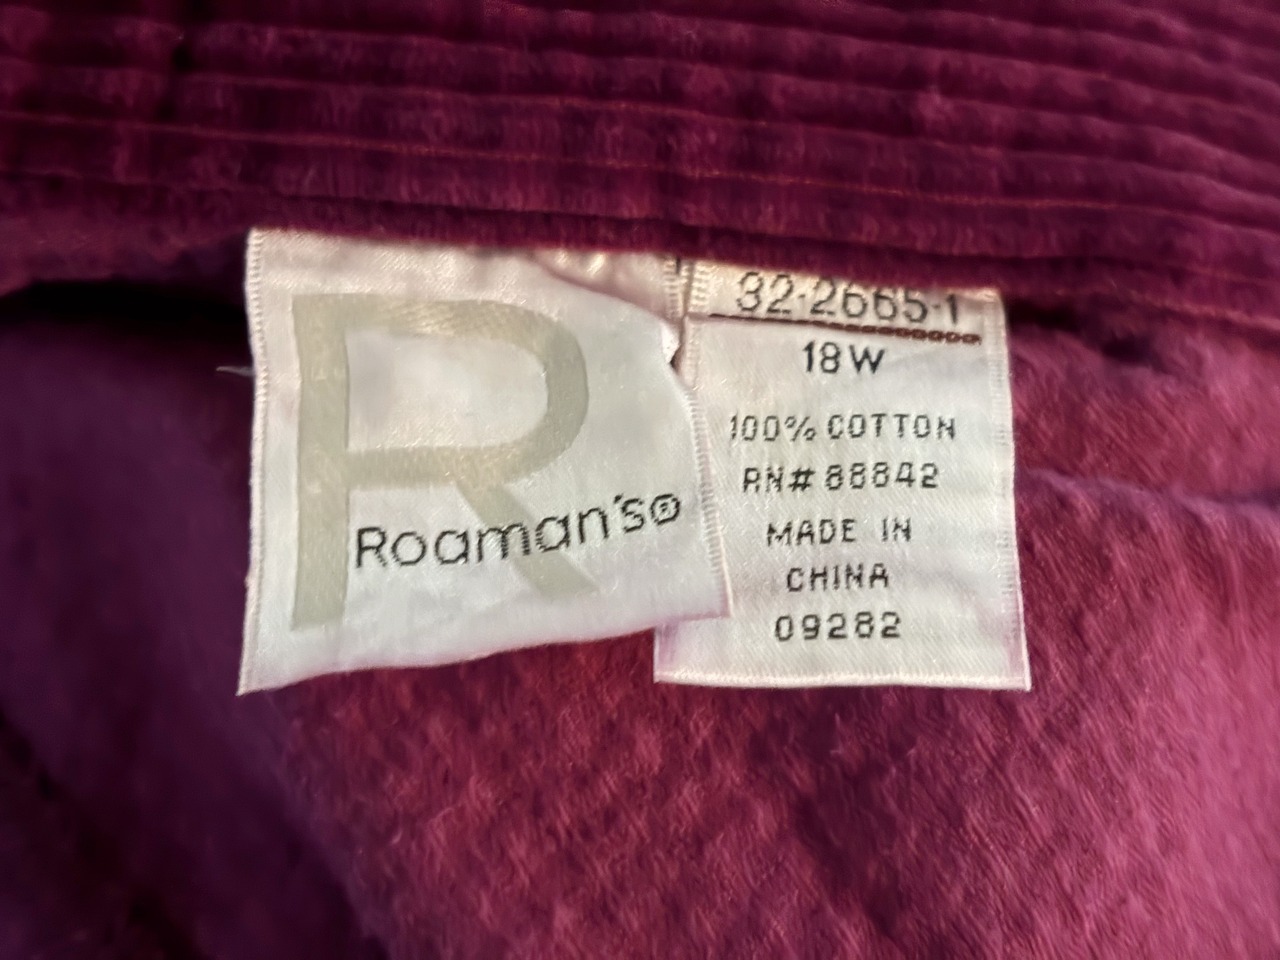 R
Roaman's®
32-2665-1
18W
100% COTTON
RN# 88842
MADE IN
CHINA
09282